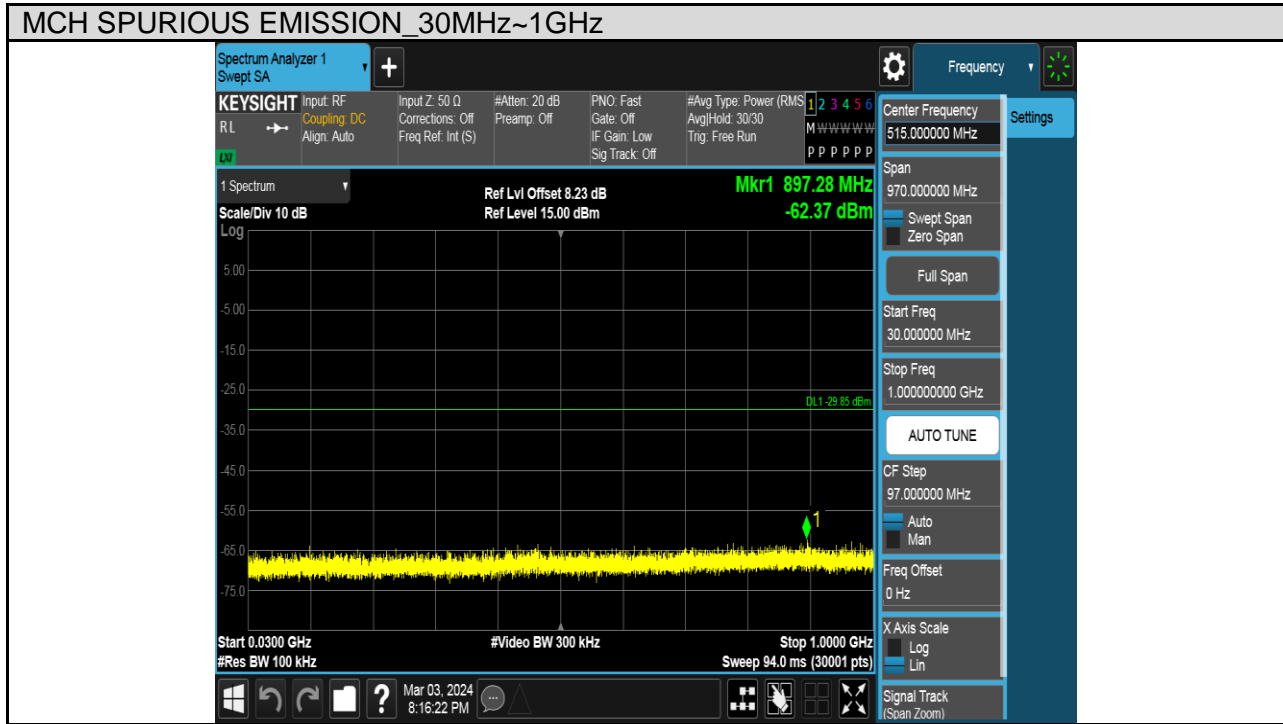 MCH SPURIOUS EMISSION_30MHz~1GHz
Spectrum Analyzer 1
Swept SA
+
Frequency
KEYSIGHT
RL
LXI
Input: RF
Coupling: DC
Align: Auto
Input Z: 50 Ω
Corrections: Off
Freq Ref: Int (S)
#Atten: 20 dB
Preamp: Off
PNO: Fast
Gate: Off
IF Gain: Low
Sig Track: Off
#Avg Type: Power (RMS
Avg|Hold: 30/30
Trig: Free Run
1 2 3 4 5 6
M W W W W W
P P P P P P
1 Spectrum
Scale/Div 10 dB
Ref Lvl Offset 8.23 dB
Ref Level 15.00 dBm
Mkr1 897.28 MHz
-62.37 dBm
Log
5.00
-5.00
-15.0
-25.0
DL1 -29.85 dBm
-35.0
-45.0
-55.0
1
-65.0
-75.0
Start 0.0300 GHz
#Video BW 300 kHz
Stop 1.0000 GHz
#Res BW 100 kHz
Sweep 94.0 ms (30001 pts)
?
Mar 03, 2024
8:16:22 PM
Center Frequency
515.000000 MHz
Settings
Span
970.000000 MHz
Swept Span
Zero Span
Full Span
Start Freq
30.000000 MHz
Stop Freq
1.000000000 GHz
AUTO TUNE
CF Step
97.000000 MHz
Auto
Man
Freq Offset
0 Hz
X Axis Scale
Log
Lin
Signal Track
(Span Zoom)